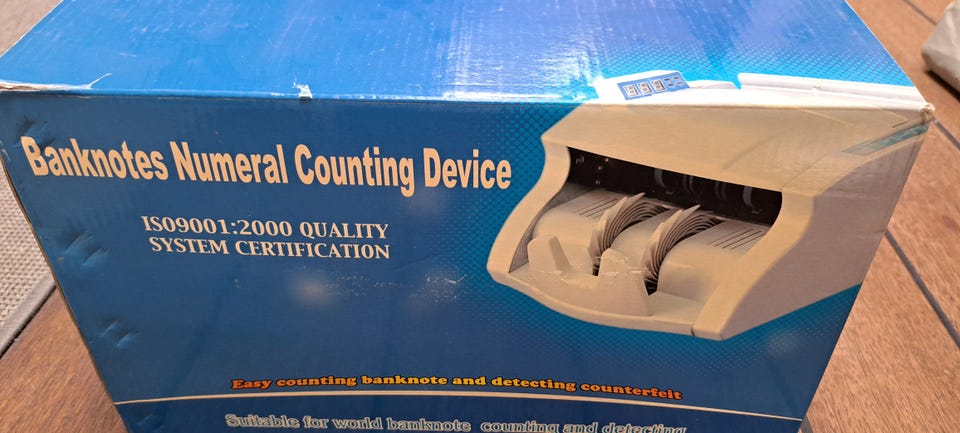 Banknotes Numeral Counting Device
ISO9001:2000 QUALITY
SYSTEM CERTIFICATION
Easy counting banknote and detecting counterfeit
Suitable for world banknote counting and detecting